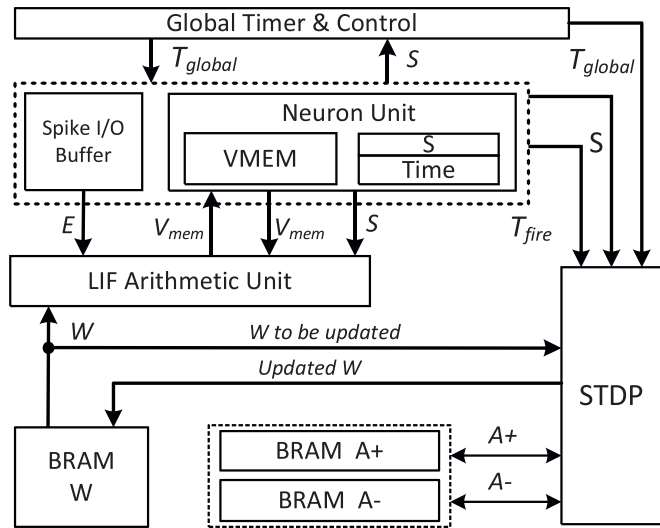 Global Timer & Control
T_global
S
T_global
Spike I/O
Buffer
Neuron Unit
VMEM
S
Time
S
E
V_mem
V_mem
S
T_fire
LIF Arithmetic Unit
W
W to be updated
Updated W
STDP
BRAM
W
BRAM A+
BRAM A-
A+
A-